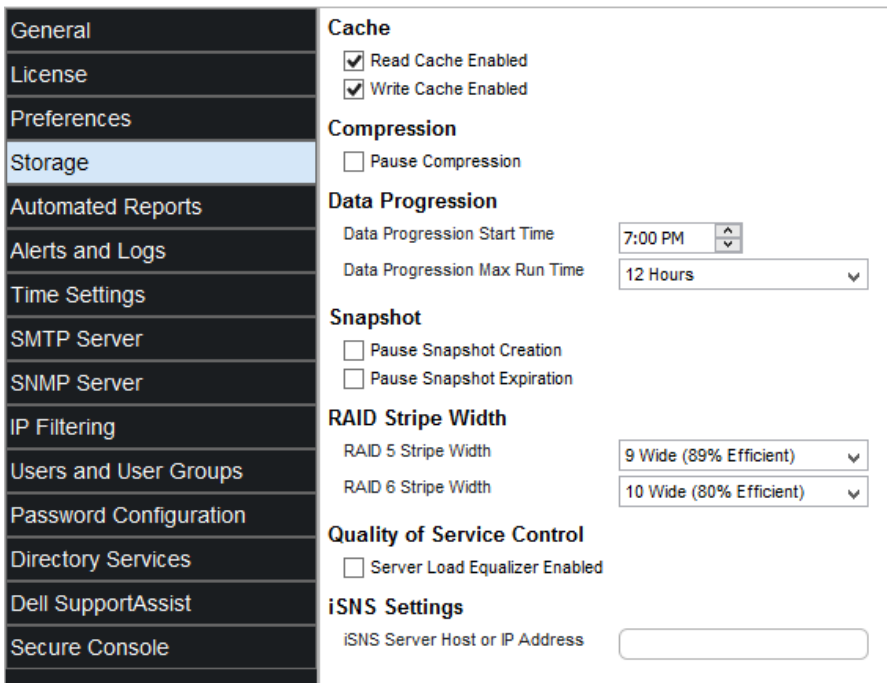 General
License
Preferences
Storage
Automated Reports
Alerts and Logs
Time Settings
SMTP Server
SNMP Server
IP Filtering
Users and User Groups
Password Configuration
Directory Services
Dell SupportAssist
Secure Console
Cache
Read Cache Enabled
Write Cache Enabled
Compression
Pause Compression
Data Progression
Data Progression Start Time 7:00 PM
Data Progression Max Run Time 12 Hours
Snapshot
Pause Snapshot Creation
Pause Snapshot Expiration
RAID Stripe Width
RAID 5 Stripe Width 9 Wide (89% Efficient)
RAID 6 Stripe Width 10 Wide (80% Efficient)
Quality of Service Control
Server Load Equalizer Enabled
iSNS Settings
iSNS Server Host or IP Address